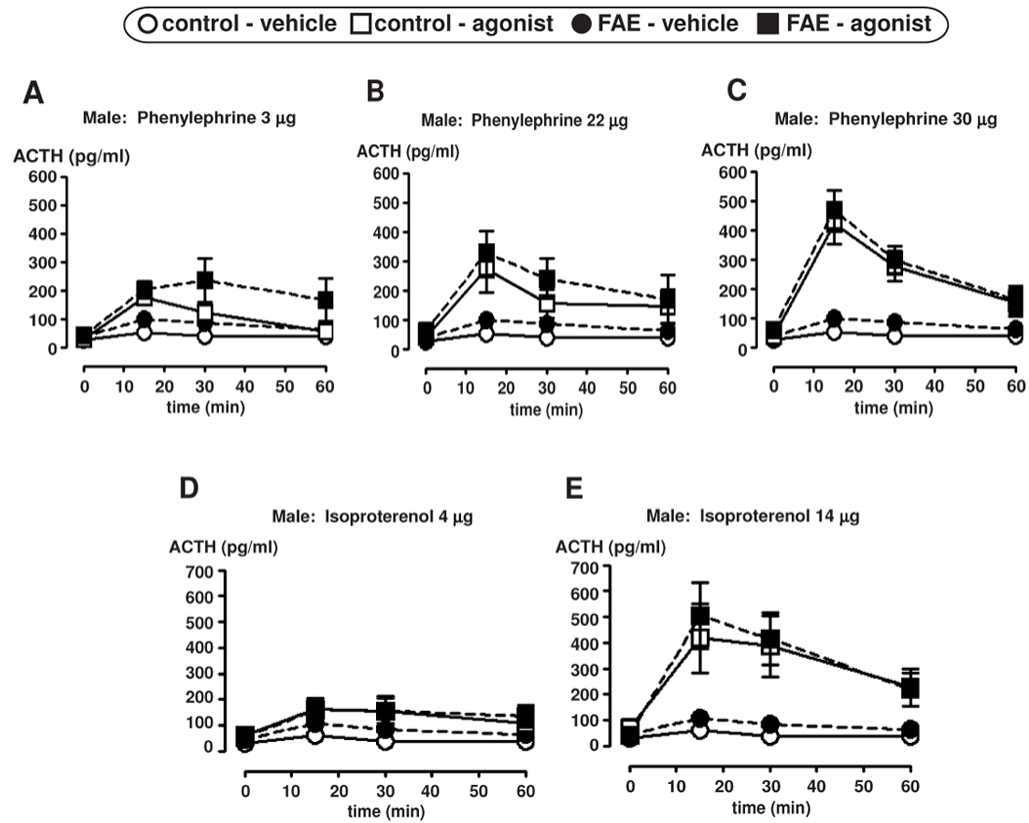 control - vehicle control - agonist FAE - vehicle FAE - agonist
A
Male: Phenylephrine 3 µg
ACTH (pg/ml)
600
500
400
300
200
100
0
0 10 20 30 40 50 60
time (min)
B
Male: Phenylephrine 22 µg
ACTH (pg/ml)
600
500
400
300
200
100
0
0 10 20 30 40 50 60
time (min)
C
Male: Phenylephrine 30 µg
ACTH (pg/ml)
600
500
400
300
200
100
0
0 10 20 30 40 50 60
time (min)
D
Male: Isoproterenol 4 µg
ACTH (pg/ml)
700
600
500
400
300
200
100
0
0 10 20 30 40 50 60
time (min)
E
Male: Isoproterenol 14 µg
ACTH (pg/ml)
700
600
500
400
300
200
100
0
0 10 20 30 40 50 60
time (min)